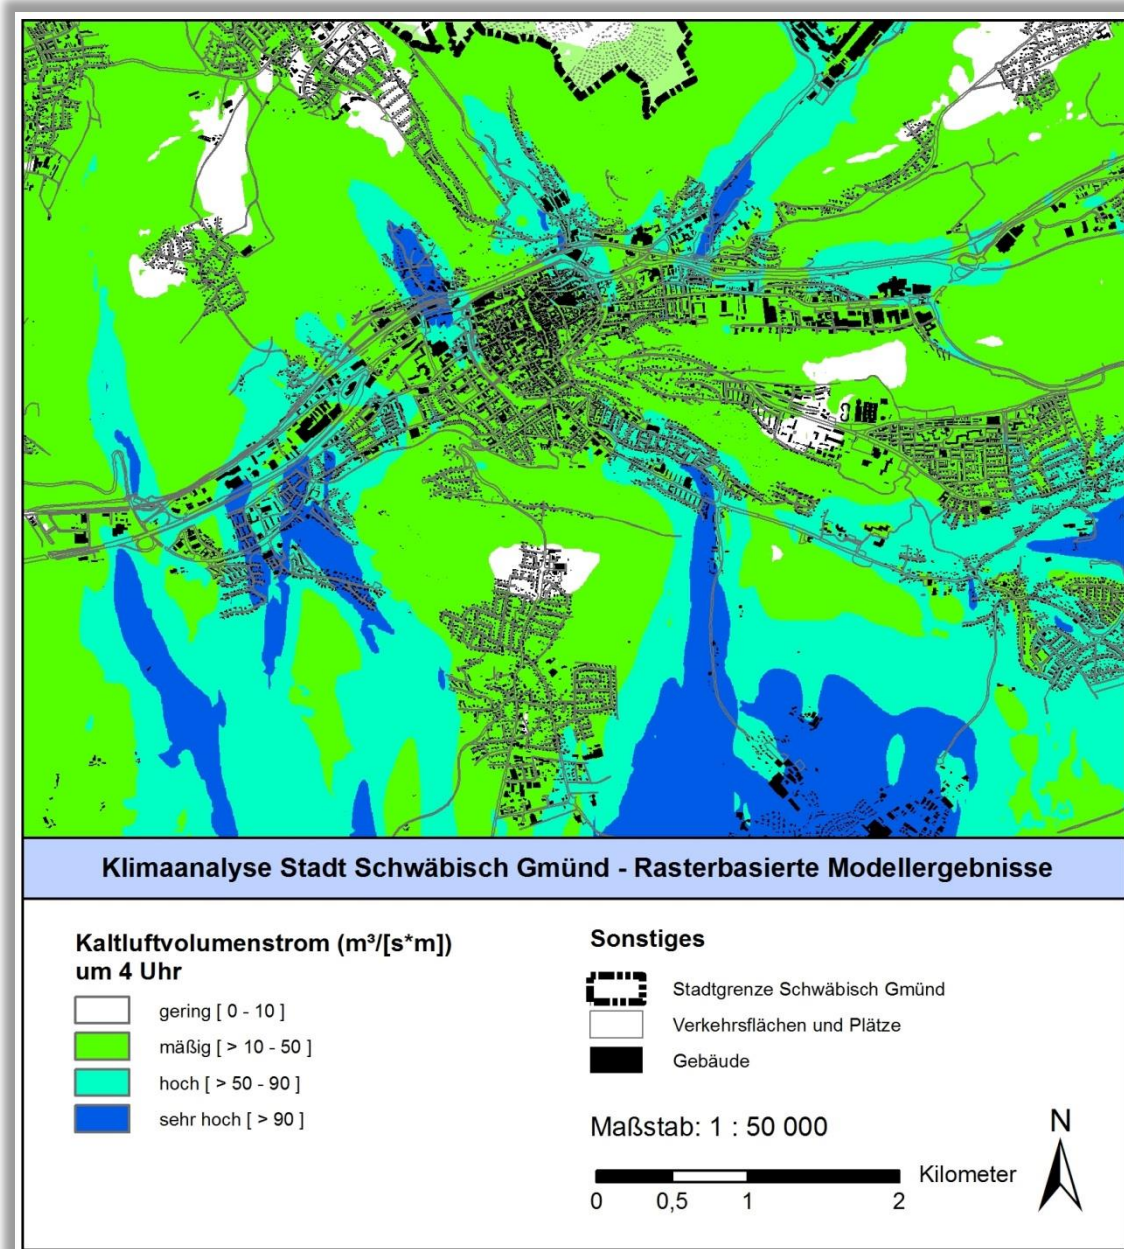 Klimaanalyse Stadt Schwäbisch Gmünd - Rasterbasierte Modellergebnisse
Kaltluftvolumenstrom (m³/[s*m])
um 4 Uhr
gering [ 0 - 10 ]
mäßig [ > 10 - 50 ]
hoch [ > 50 - 90 ]
sehr hoch [ > 90 ]
Sonstiges
Stadtgrenze Schwäbisch Gmünd
Verkehrsflächen und Plätze
Gebäude
Maßstab: 1 : 50 000
Kilometer
0 0,5 1 2
N